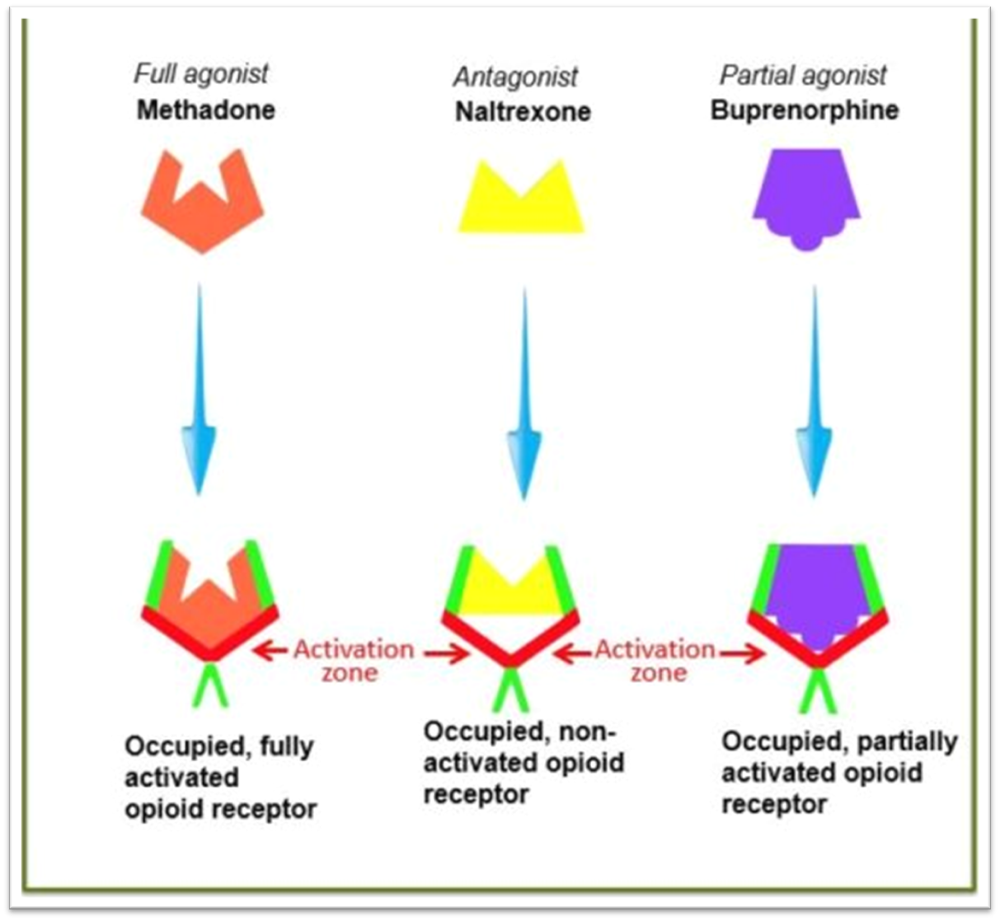 Full agonist
Methadone
Antagonist
Naltrexone
Partial agonist
Buprenorphine
Activation
zone
Activation
zone
Occupied, fully
activated
opioid receptor
Occupied, non-
activated opioid
receptor
Occupied, partially
activated opioid
receptor